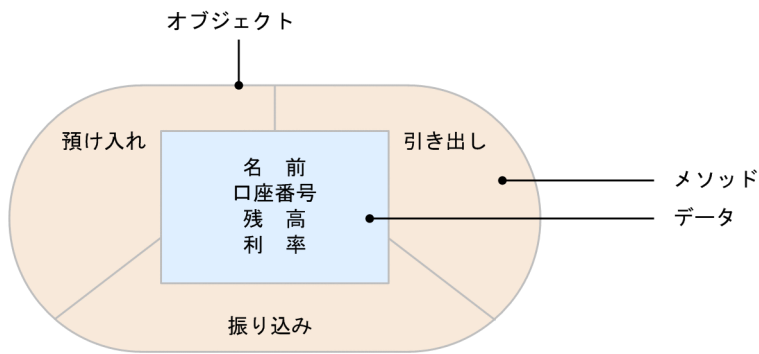 オブジェクト
預け入れ
引き出し
名　前
口座番号
残　高
利　率
メソッド
データ
振り込み